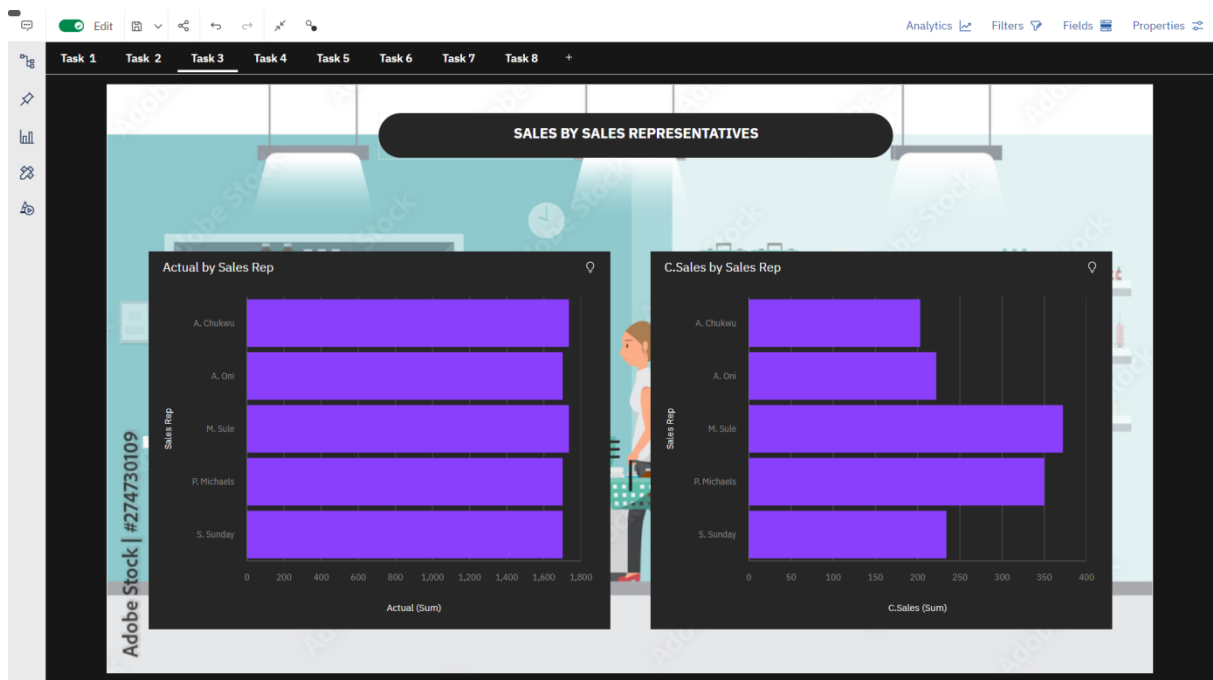 Edit
Analytics
Filters
Fields
Properties
Task 1 Task 2 Task 3 Task 4 Task 5 Task 6 Task 7 Task 8 +
SALES BY SALES REPRESENTATIVES
Actual by Sales Rep
A. Chukwu
A. Oni
M. Sule
P. Michaels
S. Sunday
Sales Rep
0 200 400 600 800 1,000 1,200 1,400 1,600 1,800
Actual (Sum)
C.Sales by Sales Rep
A. Chukwu
A. Oni
M. Sule
P. Michaels
S. Sunday
Sales Rep
0 50 100 150 200 250 300 350 400
C.Sales (Sum)
Adobe Stock | #274730109
Adobe Stock